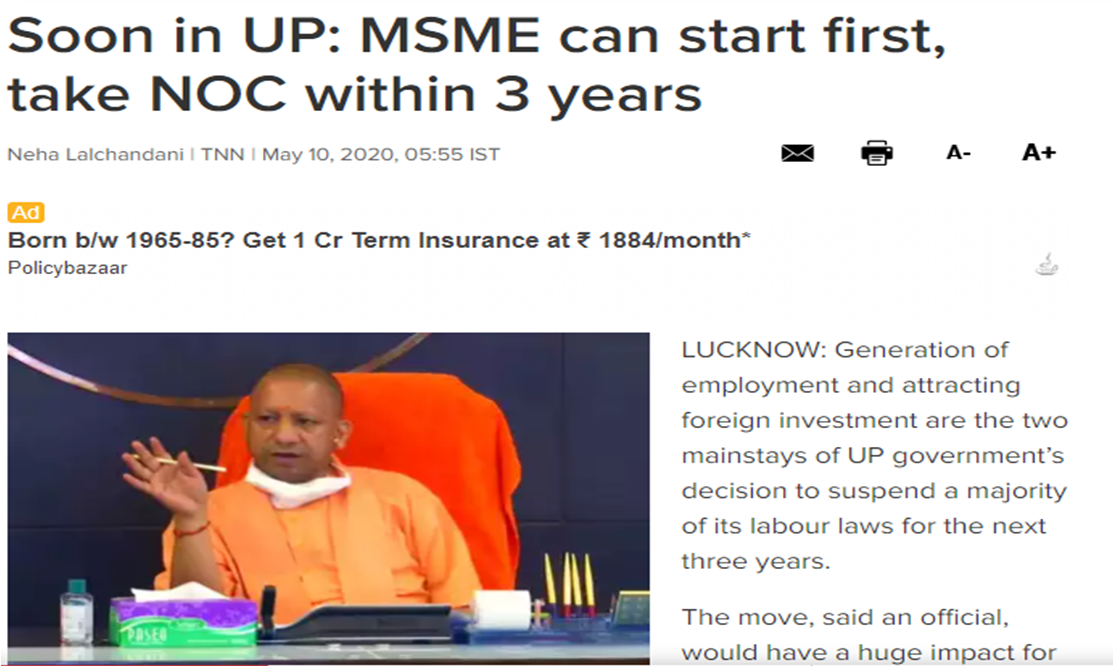 Soon in UP: MSME can start first,
take NOC within 3 years
Neha Lalchandani | TNN | May 10, 2020, 05:55 IST
A-
A+
Ad
Born b/w 1965-85? Get 1 Cr Term Insurance at ₹ 1884/month*
Policybazaar
LUCKNOW: Generation of
employment and attracting
foreign investment are the two
mainstays of UP government’s
decision to suspend a majority
of its labour laws for the next
three years.
The move, said an official,
would have a huge impact for
PASEO